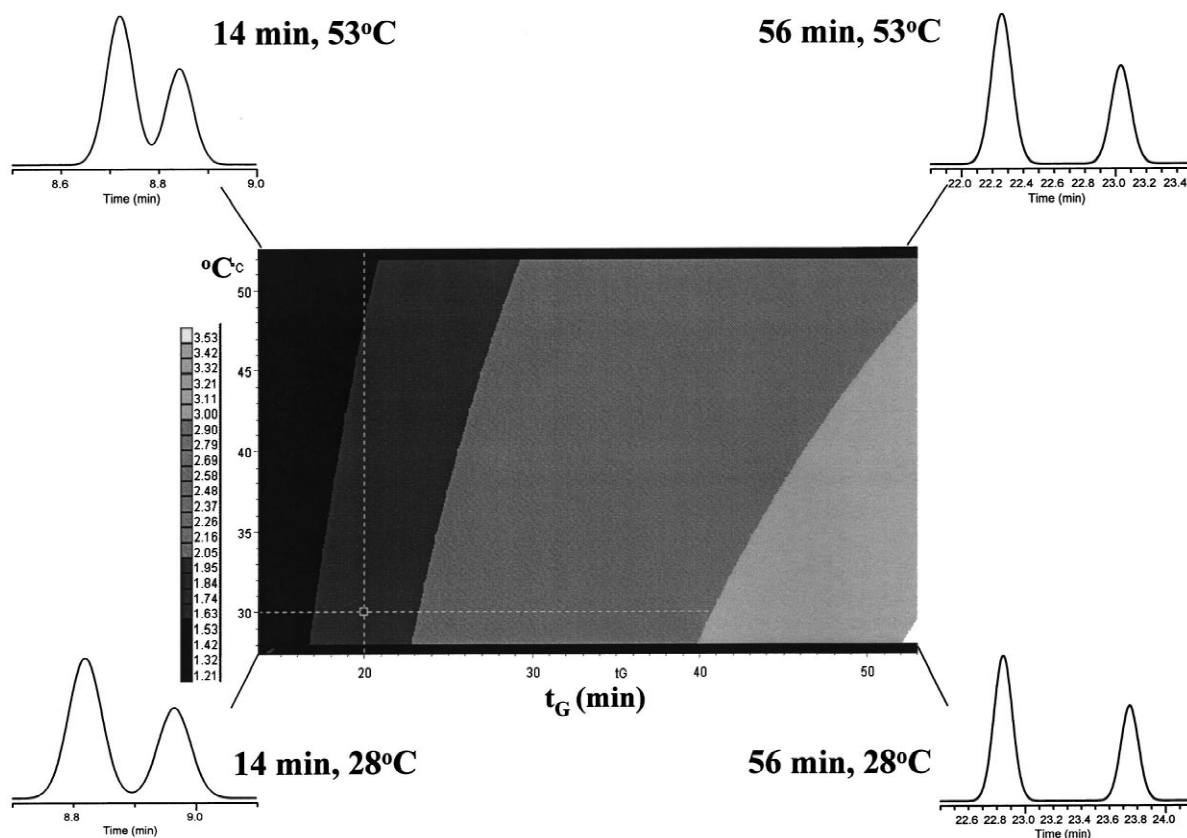 14 min, 53°C
56 min, 53°C
8.6 8.8 9.0
Time (min)
22.0 22.2 22.4 22.6 22.8 23.0 23.2 23.4
Time (min)
°C °C
50
45
40
35
30
3.53
3.42
3.32
3.21
3.11
3.00
2.90
2.79
2.69
2.58
2.48
2.37
2.26
2.16
2.05
1.95
1.84
1.74
1.63
1.53
1.42
1.32
1.21
20 30 tG 40 50
tG (min)
14 min, 28°C
56 min, 28°C
8.8 9.0
Time (min)
22.6 22.8 23.0 23.2 23.4 23.6 23.8 24.0
Time (min)